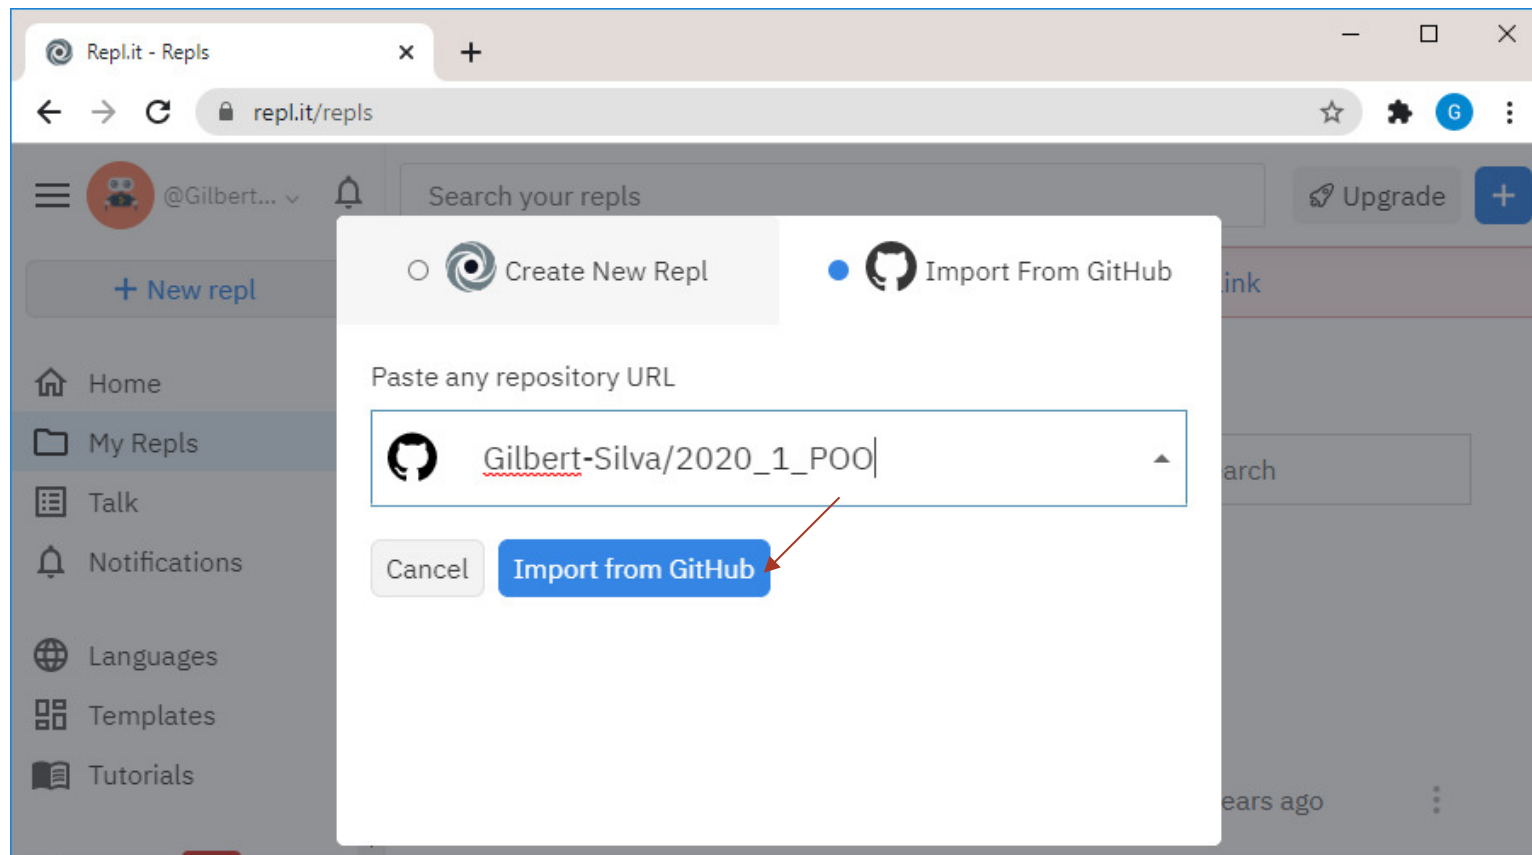 Repl.it - Repls
repl.it/repls
G
@Gilbert...
Search your repls
Upgrade
+ New repl
Create New Repl
Import From GitHub
Link
Home
My Repls
Talk
Notifications
Languages
Templates
Tutorials
Paste any repository URL
Gilbert-Silva/2020_1_POO
Cancel
Import from GitHub
arch
ears ago